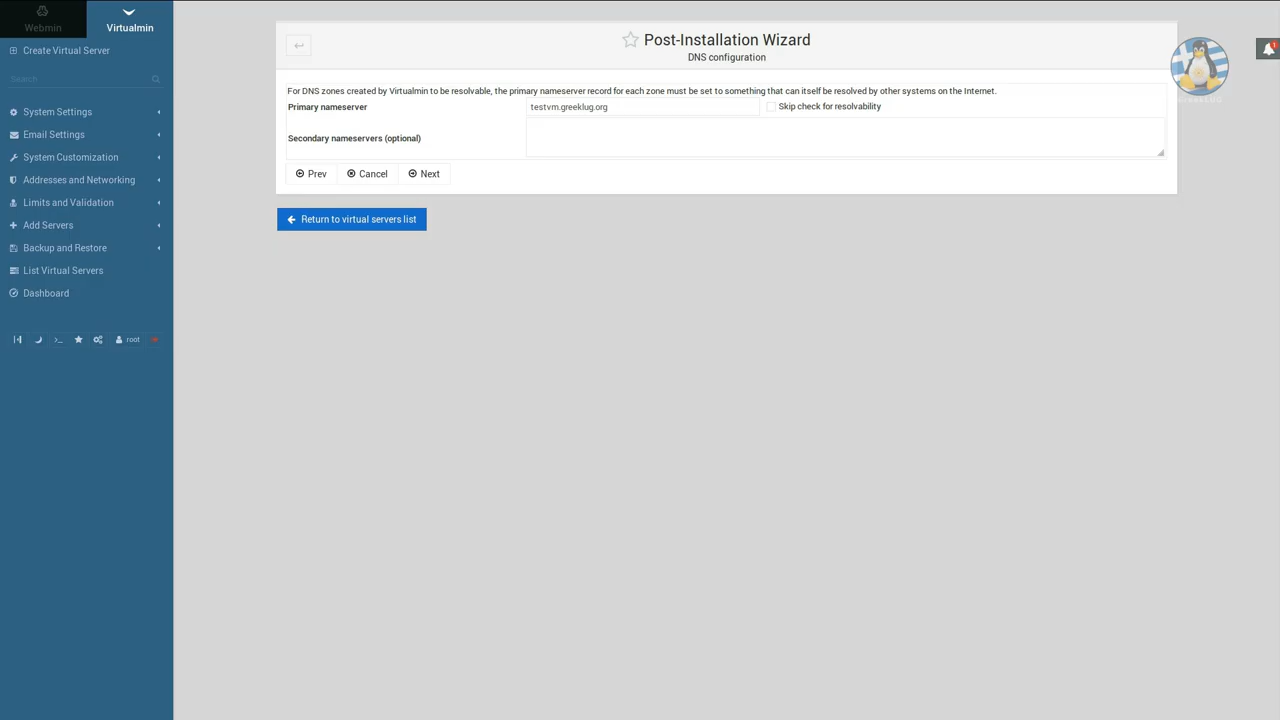 Webmin
Virtualmin
Create Virtual Server
Search
System Settings
Email Settings
System Customization
Addresses and Networking
Limits and Validation
Add Servers
Backup and Restore
List Virtual Servers
Dashboard
>_
root
Post-Installation Wizard
DNS configuration
For DNS zones created by Virtualmin to be resolvable, the primary nameserver record for each zone must be set to something that can itself be resolved by other systems on the Internet.
Primary nameserver
testvm.greeklug.org
Skip check for resolvability
Secondary nameservers (optional)
Prev
Cancel
Next
Return to virtual servers list
GreekLUG
1